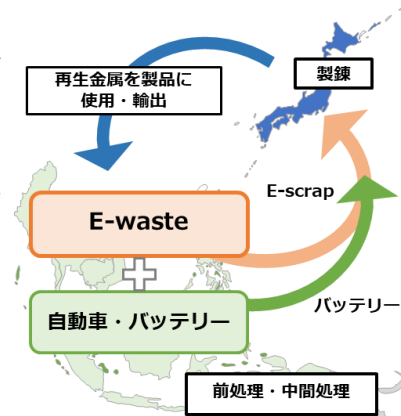 再生金属を製品に
使用・輸出
製錬
E-scrap
E-waste
自動車・バッテリー
バッテリー
前処理・中間処理